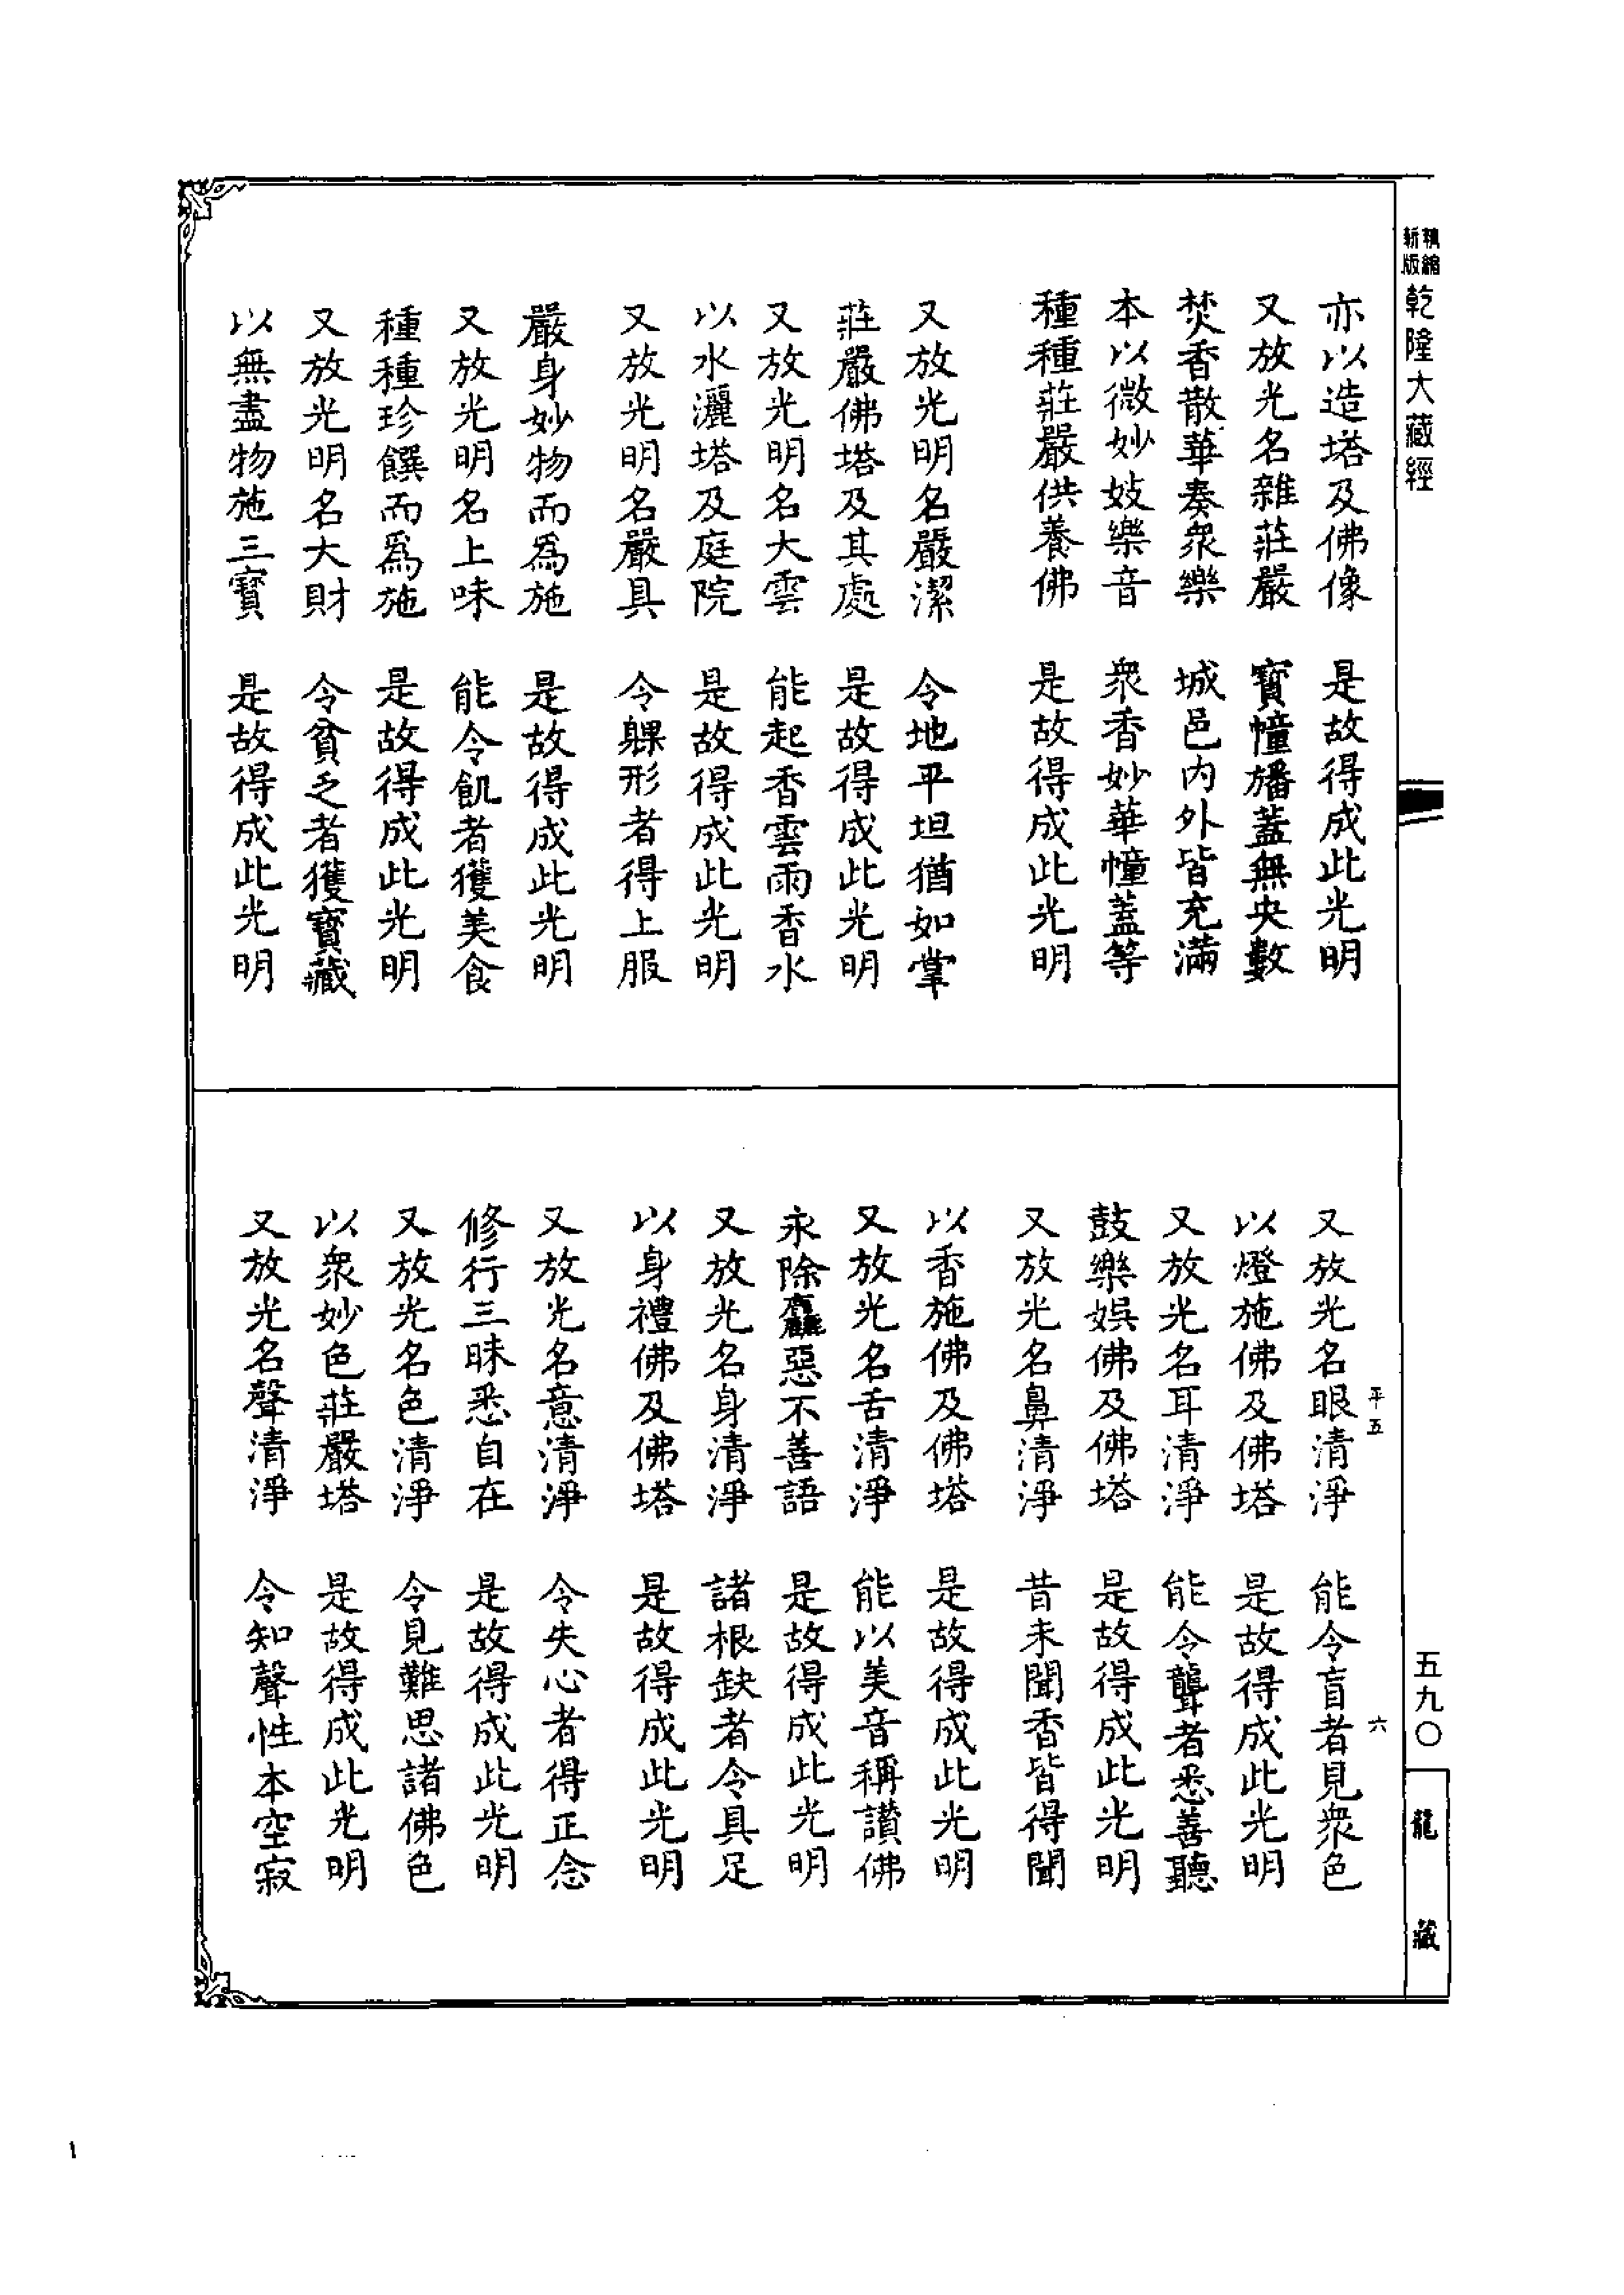 精縮新版乾隆大藏經
亦以造塔及佛像 是故得成此光明
又放光名雜莊嚴 寶幢旛蓋無央數
焚香散華奏衆樂 城邑内外皆充滿
本以微妙妓樂音 衆香妙華幢蓋等
種種莊嚴供養佛 是故得成此光明
又放光明名嚴潔 令地平坦猶如掌
莊嚴佛塔及其處 是故得成此光明
又放光明名大雲 能起香雲雨香水
以水灑塔及庭院 是故得成此光明
又放光明名嚴具 令躶形者得上服
嚴身妙物而爲施 是故得成此光明
又放光明名上味 能令飢者獲美食
種種珍饌而爲施 是故得成此光明
又放光明名大財 令貧乏者獲寶藏
以無盡物施三寶 是故得成此光明
又放光名眼清淨 能令盲者見衆色
平五 六
以燈施佛及佛塔 是故得成此光明
又放光名耳清淨 能令聾者悉善聽
鼓樂娛佛及佛塔 是故得成此光明
又放光名鼻清淨 昔未聞香皆得聞
以香施佛及佛塔 是故得成此光明
又放光名舌清淨 能以美音稱讚佛
永除麤惡不善語 是故得成此光明
又放光名身清淨 諸根缺者令具足
以身禮佛及佛塔 是故得成此光明
又放光名意清淨 令失心者得正念
修行三昧悉自在 是故得成此光明
又放光名色清淨 令見難思諸佛色
以衆妙色莊嚴塔 是故得成此光明
又放光名聲清淨 令知聲性本空寂
五九〇
龍藏